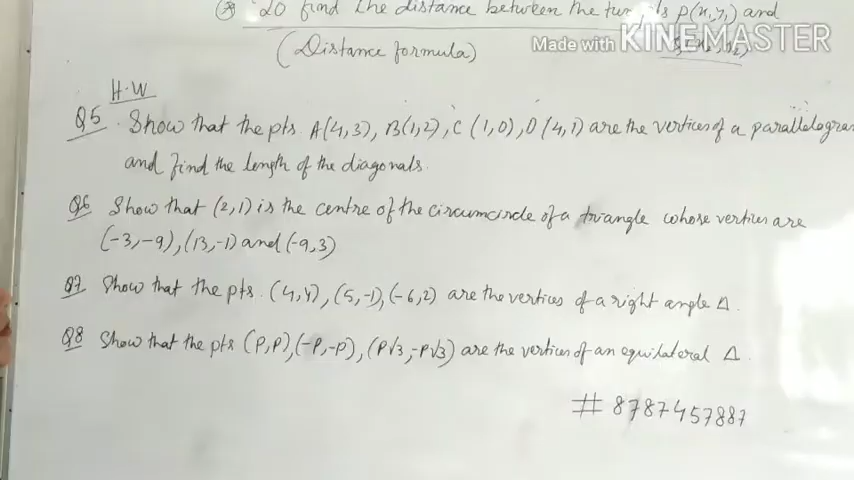 To find the distance between the two pts P(x₁y₁) and
(Distance formula)
Made with KINEMASTER
H.W
Q5 . Show that the pts. A(4,3), B(1,2), C (1,0), D (4,1) are the vertices of a parallelogram
and find the length of the diagonals.
Q6 Show that (2,1) is the centre of the circumcircle of a triangle whose vertices are
(-3,-9), (13,-1) and (-9,3)
Q7 Show that the pts. (4,4), (5,-1), (-6,2) are the vertices of a right angle Δ.
Q8 Show that the pts (P,P), (-P,-P), (P√3,-P√3) are the vertices of an equilateral Δ.
# 8787457887